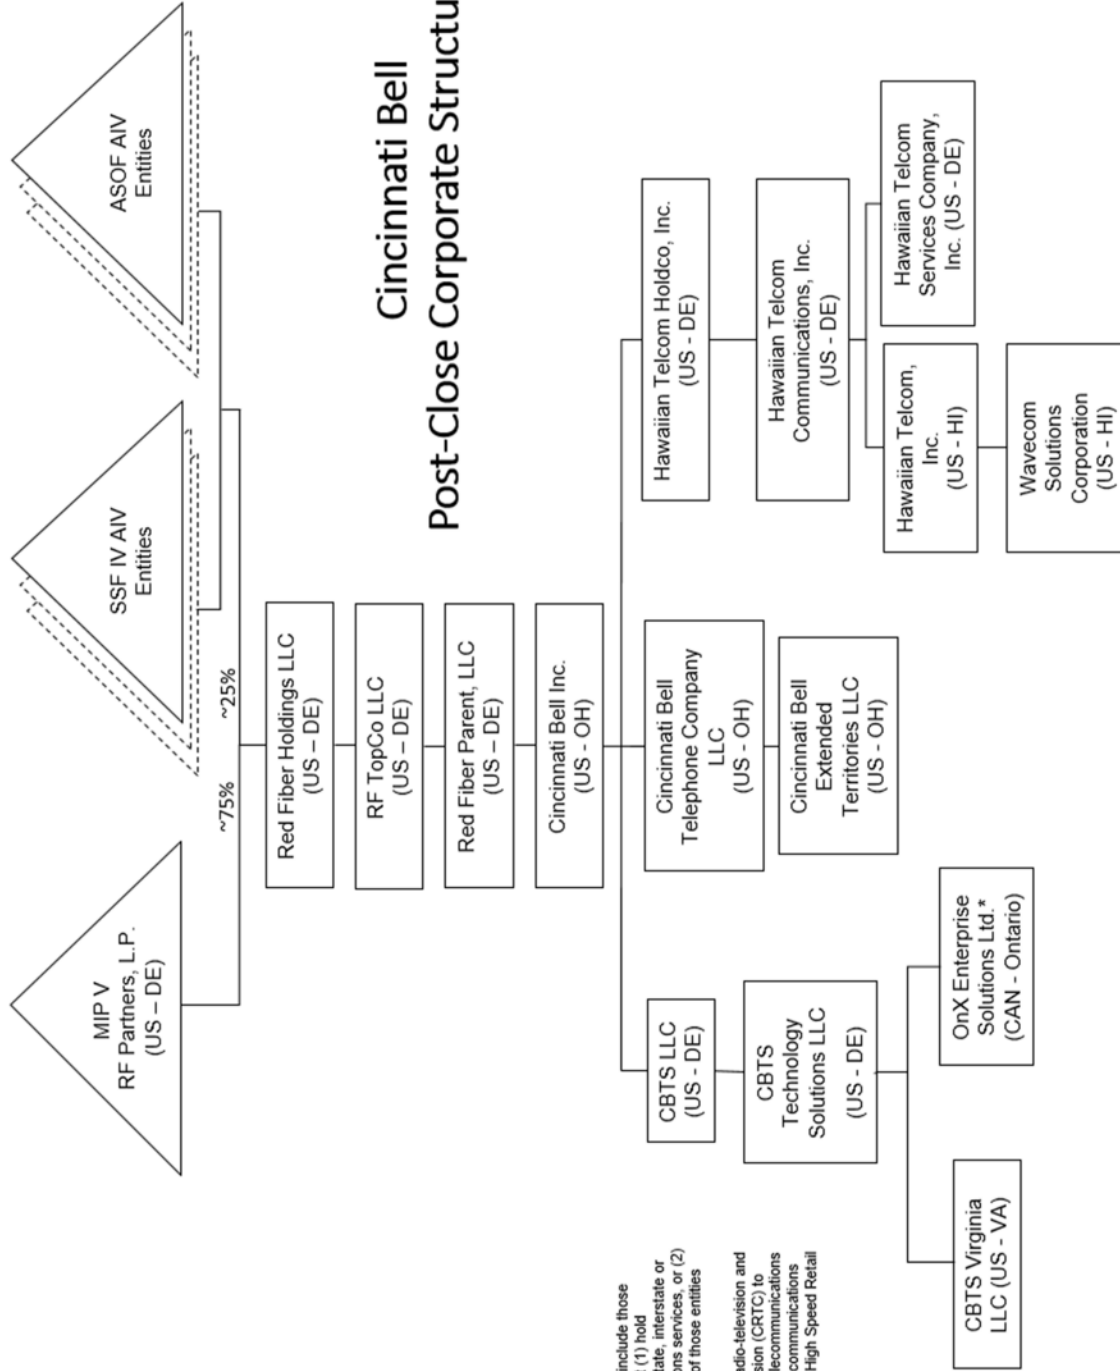 MIP V
RF Partners, L.P.
(US – DE)
SSF IV AIV
Entities
ASOF AIV
Entities
~75%
~25%
Red Fiber Holdings LLC
(US – DE)
RF TopCo LLC
(US – DE)
Red Fiber Parent, LLC
(US – DE)
Cincinnati Bell Inc.
(US - OH)
Cincinnati Bell
Post-Close Corporate Structu
CBTS LLC
(US - DE)
CBTS
Technology
Solutions LLC
(US - DE)
CBTS Virginia
LLC (US - VA)
OnX Enterprise
Solutions Ltd.*
(CAN - Ontario)
Cincinnati Bell
Telephone Company
LLC
(US - OH)
Cincinnati Bell
Extended
Territories LLC
(US - OH)
Hawaiian Telcom Holdco, Inc.
(US - DE)
Hawaiian Telcom
Communications, Inc.
(US - DE)
Hawaiian Telcom,
Inc.
(US - HI)
Hawaiian Telcom
Services Company,
Inc. (US - DE)
Wavecom
Solutions
Corporation
(US - HI)
include those
(1) hold
tate, interstate or
ons services, or (2)
of those entities
dio-television and
sion (CRTC) to
lecommunications
communications
High Speed Retail